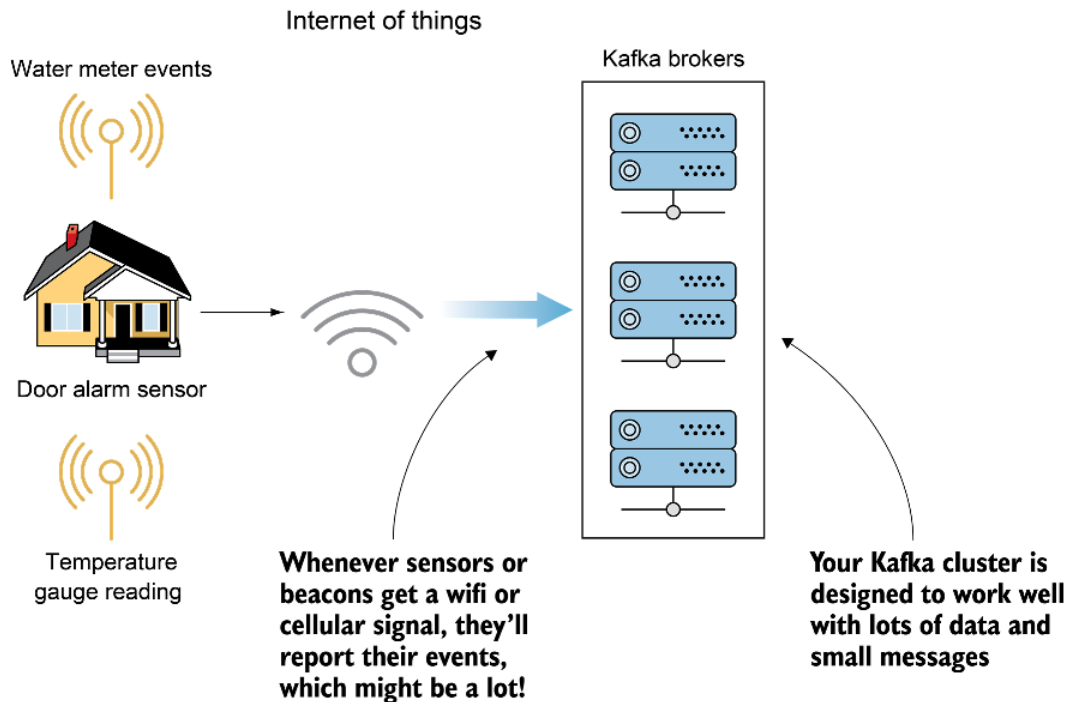 Internet of things
Water meter events
Kafka brokers
Door alarm sensor
Temperature
gauge reading
Whenever sensors or
beacons get a wifi or
cellular signal, they’ll
report their events,
which might be a lot!
Your Kafka cluster is
designed to work well
with lots of data and
small messages